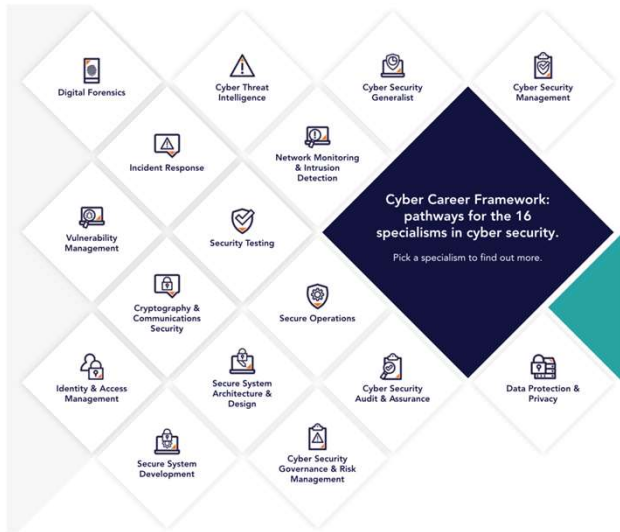 Digital Forensics
Cyber Threat
Intelligence
Cyber Security
Generalist
Cyber Security
Management
Incident Response
Network Monitoring
& Intrusion
Detection
Cyber Career Framework:
pathways for the 16
specialisms in cyber security.
Pick a specialism to find out more.
Vulnerability
Management
Security Testing
Cryptography &
Communications
Security
Secure Operations
Identity & Access
Management
Secure System
Architecture &
Design
Cyber Security
Audit & Assurance
Data Protection &
Privacy
Secure System
Development
Cyber Security
Governance & Risk
Management